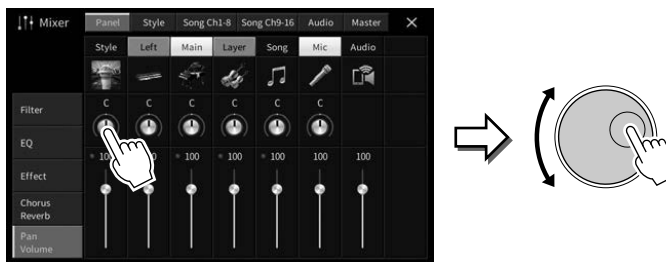 Mixer
Panel Style Song Ch1-8 Song Ch9-16 Audio Master
Style Left Main Layer Song Mic Audio
C C C C C C
100 100 100 100 100 100 100
Filter
EQ
Effect
Chorus
Reverb
Pan
Volume